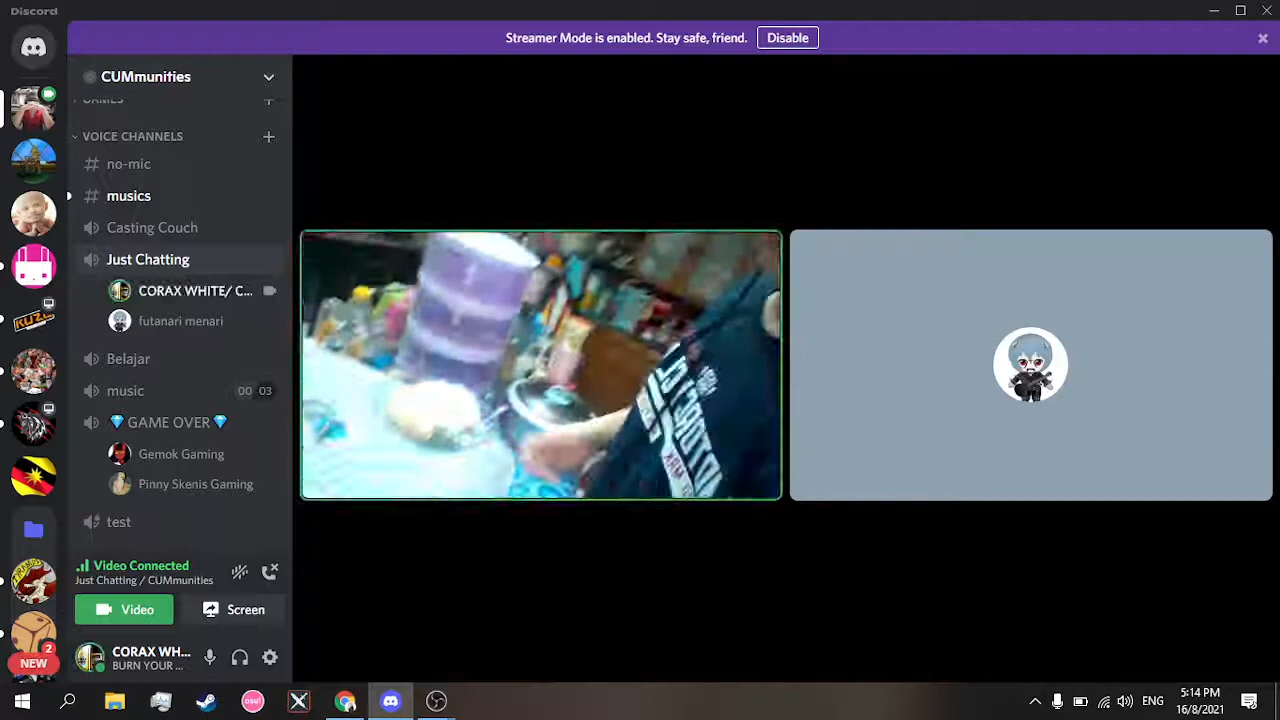 Discord
Streamer Mode is enabled. Stay safe, friend.
Disable
CUMmunities
GAMES
VOICE CHANNELS
no-mic
musics
Casting Couch
Just Chatting
CORAX WHITE/ C...
futanari menari
Belajar
music
00 03
💎 GAME OVER 💎
Gemok Gaming
Pinny Skenis Gaming
test
Video Connected
Just Chatting / CUMmunities
Video
Screen
CORAX WH...
BURN YOUR ...
2
NEW
osu!
ENG
5:14 PM
16/8/2021